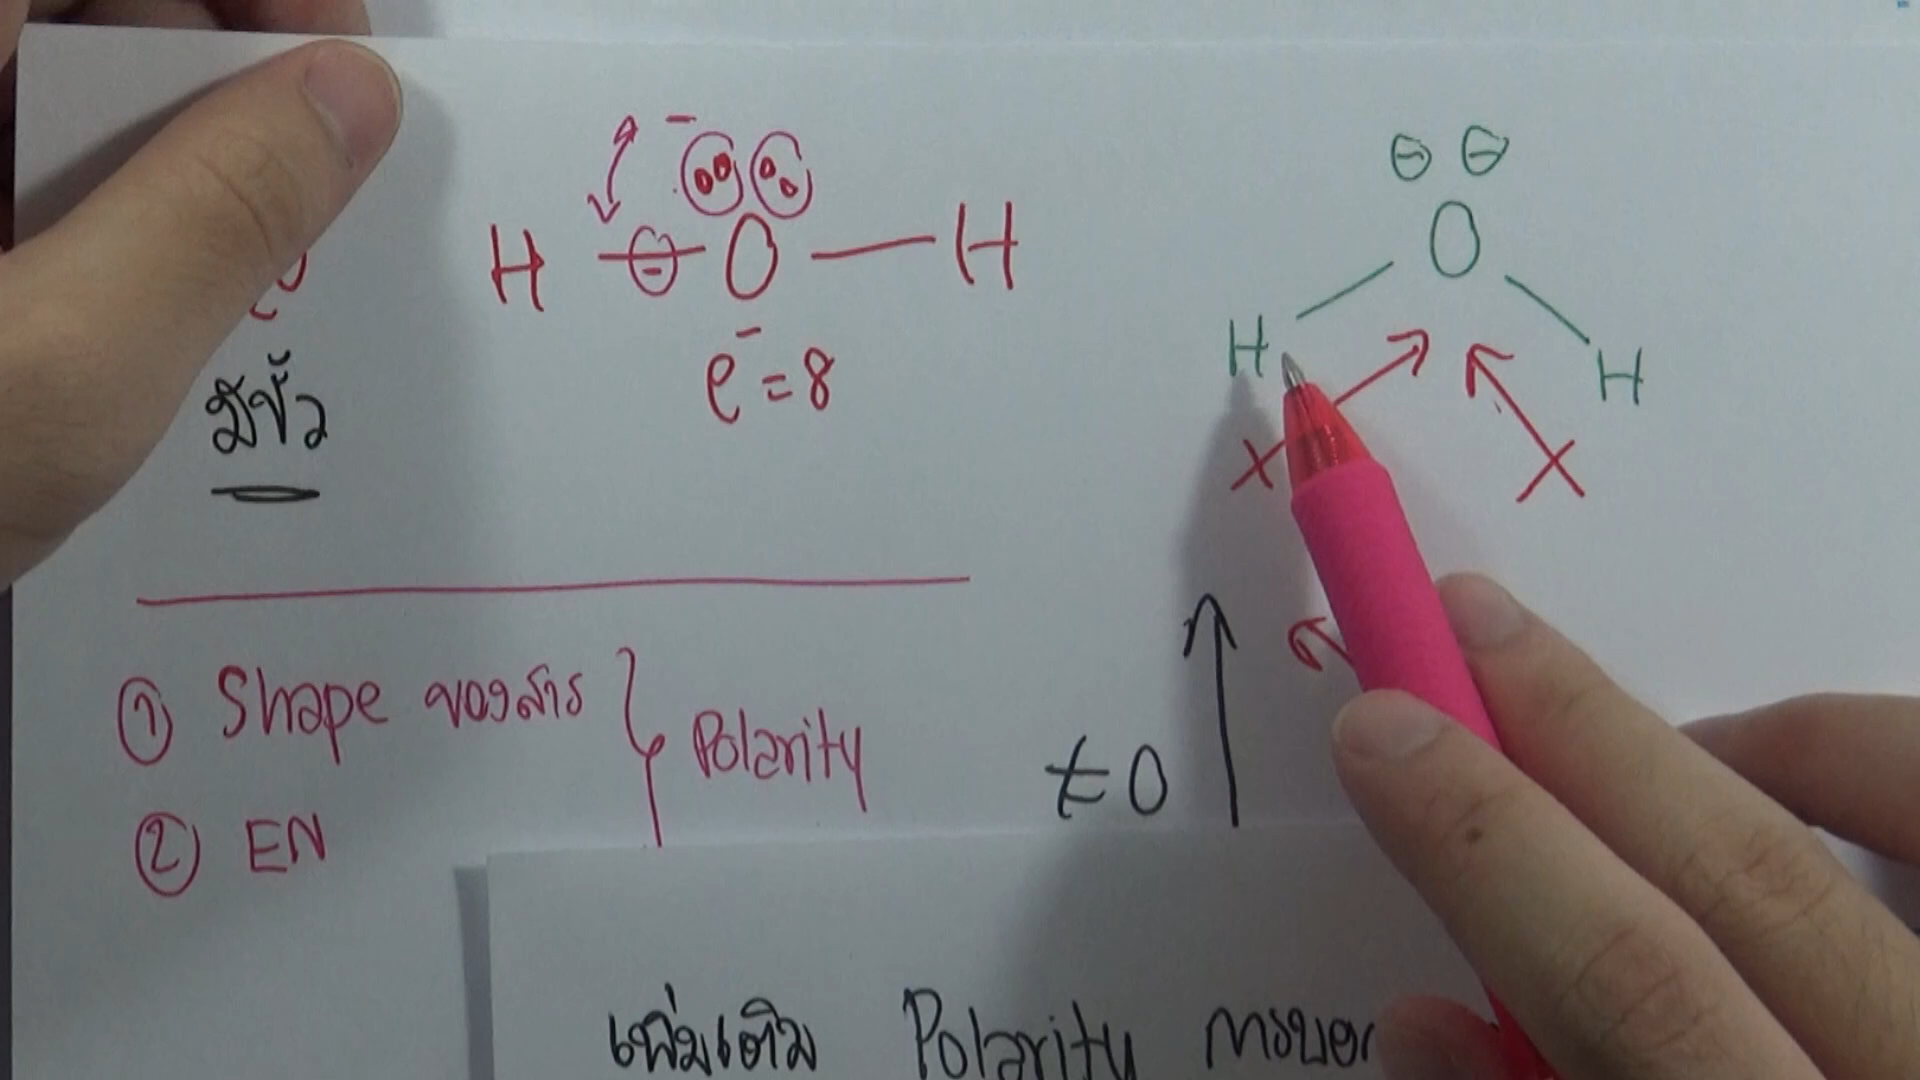 H — O — H
e⁻ = 8
มีขั้ว
O
H H
① Shape ของสาร
② EN
Polarity
≠ 0
เพิ่มเติม Polarity